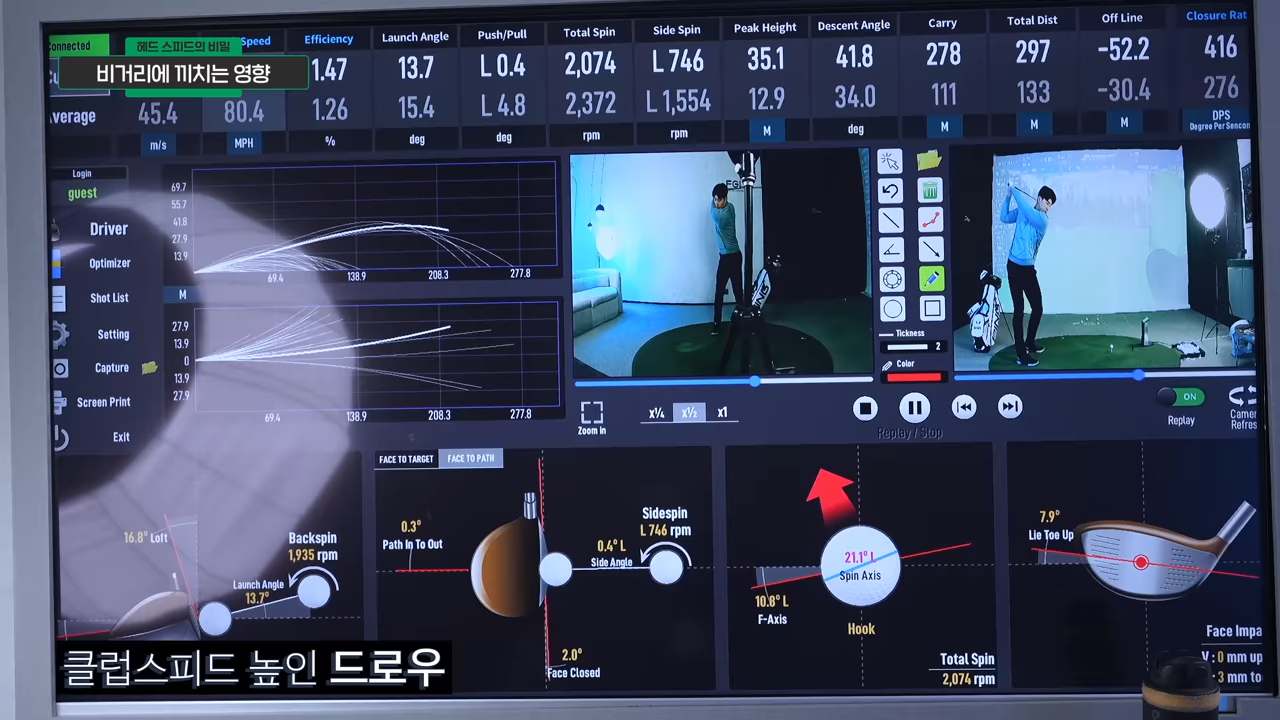 Connected
헤드 스피드의 비밀
비거리에 끼치는 영향
Speed Efficiency Launch Angle Push/Pull Total Spin Side Spin Peak Height Descent Angle Carry Total Dist Off Line Closure Rat
1.47 13.7 L 0.4 2,074 L 746 35.1 41.8 278 297 -52.2 416
Average 45.4 80.4 1.26 15.4 L 4.8 2,372 L 1,554 12.9 34.0 111 133 -30.4 276
m/s MPH % deg deg rpm rpm M deg M M M DPS
Degree Per Sencon
Login
guest
Driver
Optimizer
Shot List
Setting
Capture
Screen Print
Exit
69.7
55.7
41.8
27.9
13.9
69.4 138.9 208.3 277.8
M
27.9
13.9
0
13.9
27.9
69.4 138.9 208.3 277.8
Tickness
2
Color
Zoom in
x¼ x½ x1
Replay / Stop
ON
Replay
Camer
Refres
16.8° Loft
Backspin
1,935 rpm
Launch Angle
13.7°
FACE TO TARGET FACE TO PATH
0.3°
Path In To Out
Sidespin
L 746 rpm
0.4° L
Side Angle
2.0°
Face Closed
21.1° L
Spin Axis
10.8° L
F-Axis
Hook
Total Spin
2,074 rpm
7.9°
Lie Toe Up
Face Impa
V : 0 mm up
: 3 mm to
클럽스피드 높인 드로우